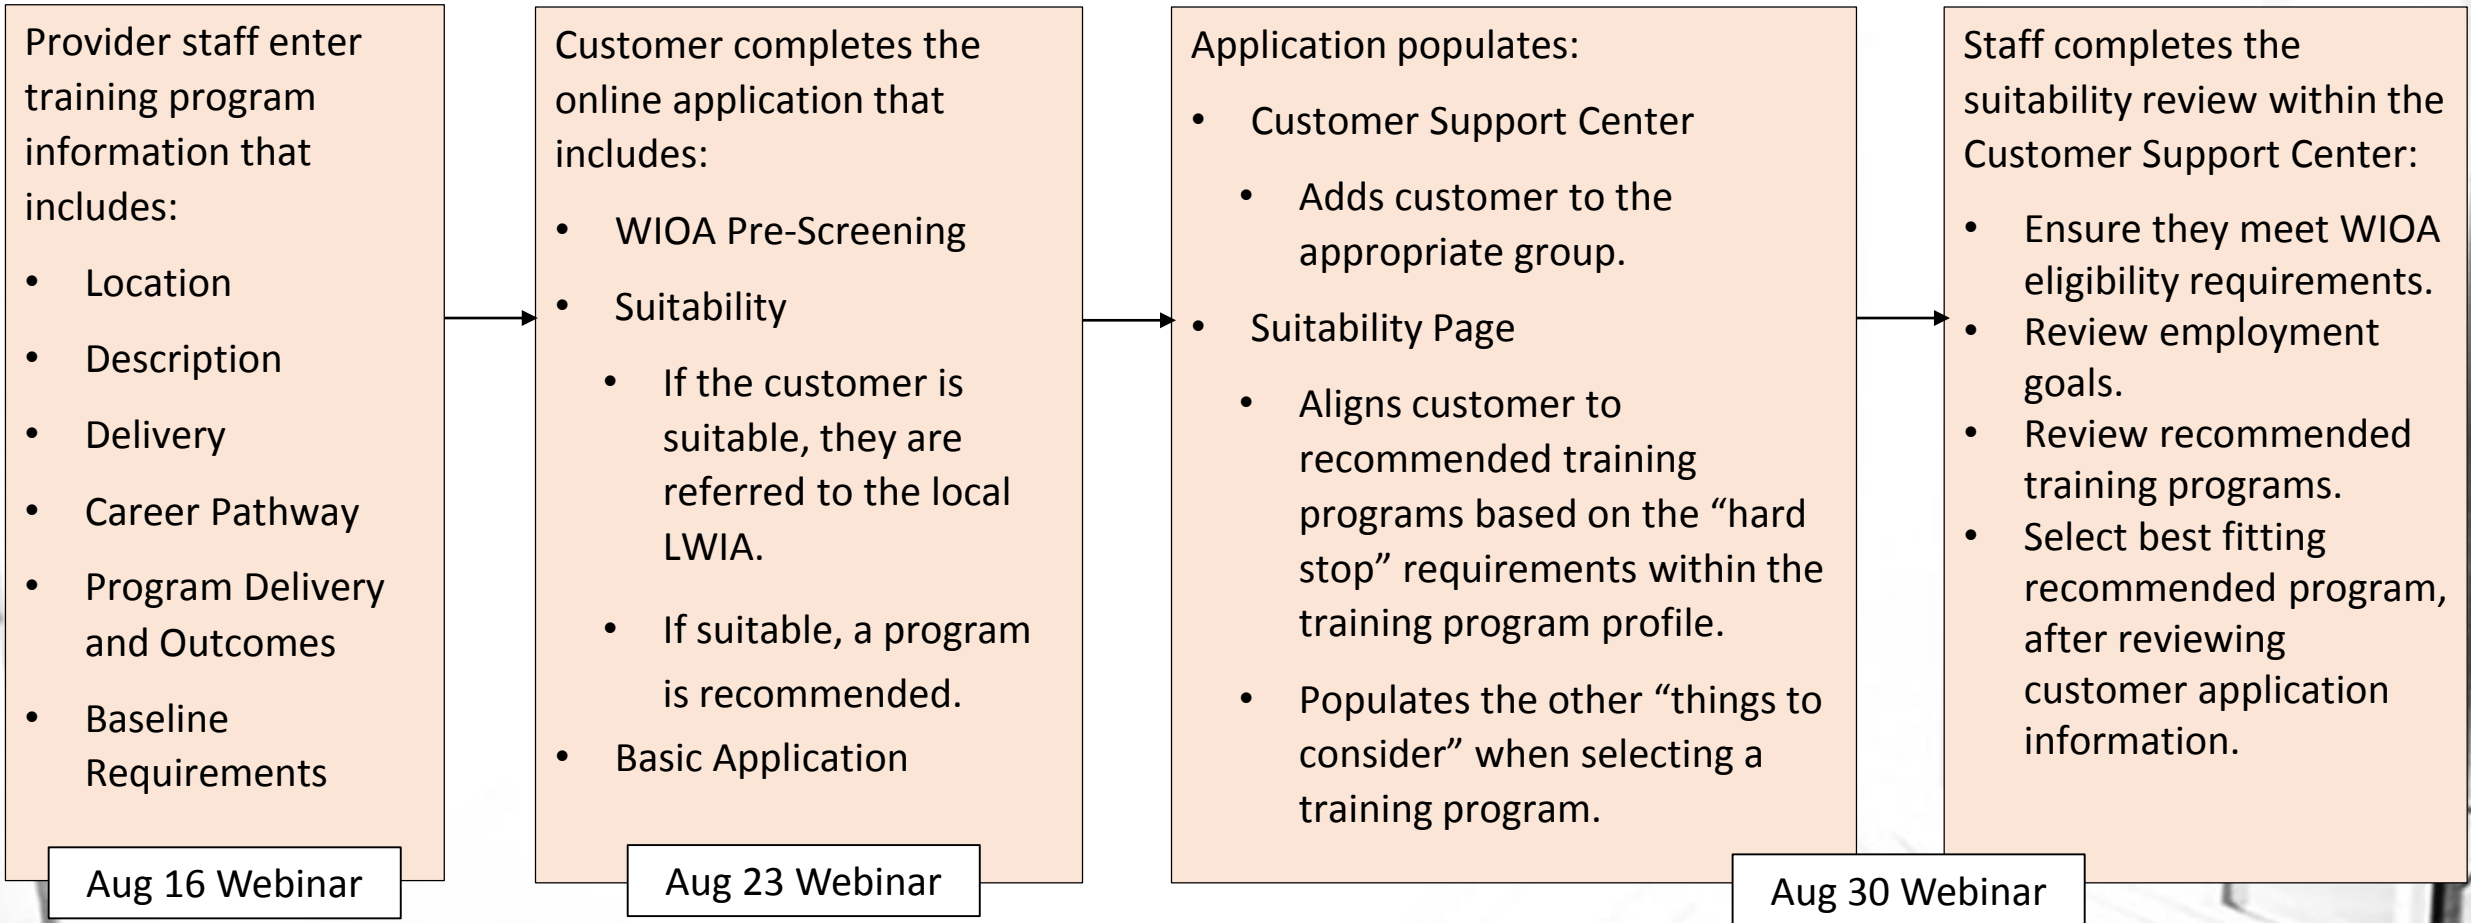 Provider staff enter
training program
information that
includes:
• Location
• Description
• Delivery
• Career Pathway
• Program Delivery
and Outcomes
• Baseline
Requirements
Aug 16 Webinar
Customer completes the
online application that
includes:
• WIOA Pre-Screening
• Suitability
• If the customer is
suitable, they are
referred to the local
LWIA.
• If suitable, a program
is recommended.
• Basic Application
Aug 23 Webinar
Application populates:
• Customer Support Center
• Adds customer to the
appropriate group.
• Suitability Page
• Aligns customer to
recommended training
programs based on the “hard
stop” requirements within the
training program profile.
• Populates the other “things to
consider” when selecting a
training program.
Staff completes the
suitability review within the
Customer Support Center:
• Ensure they meet WIOA
eligibility requirements.
• Review employment
goals.
• Review recommended
training programs.
• Select best fitting
recommended program,
after reviewing
customer application
information.
Aug 30 Webinar